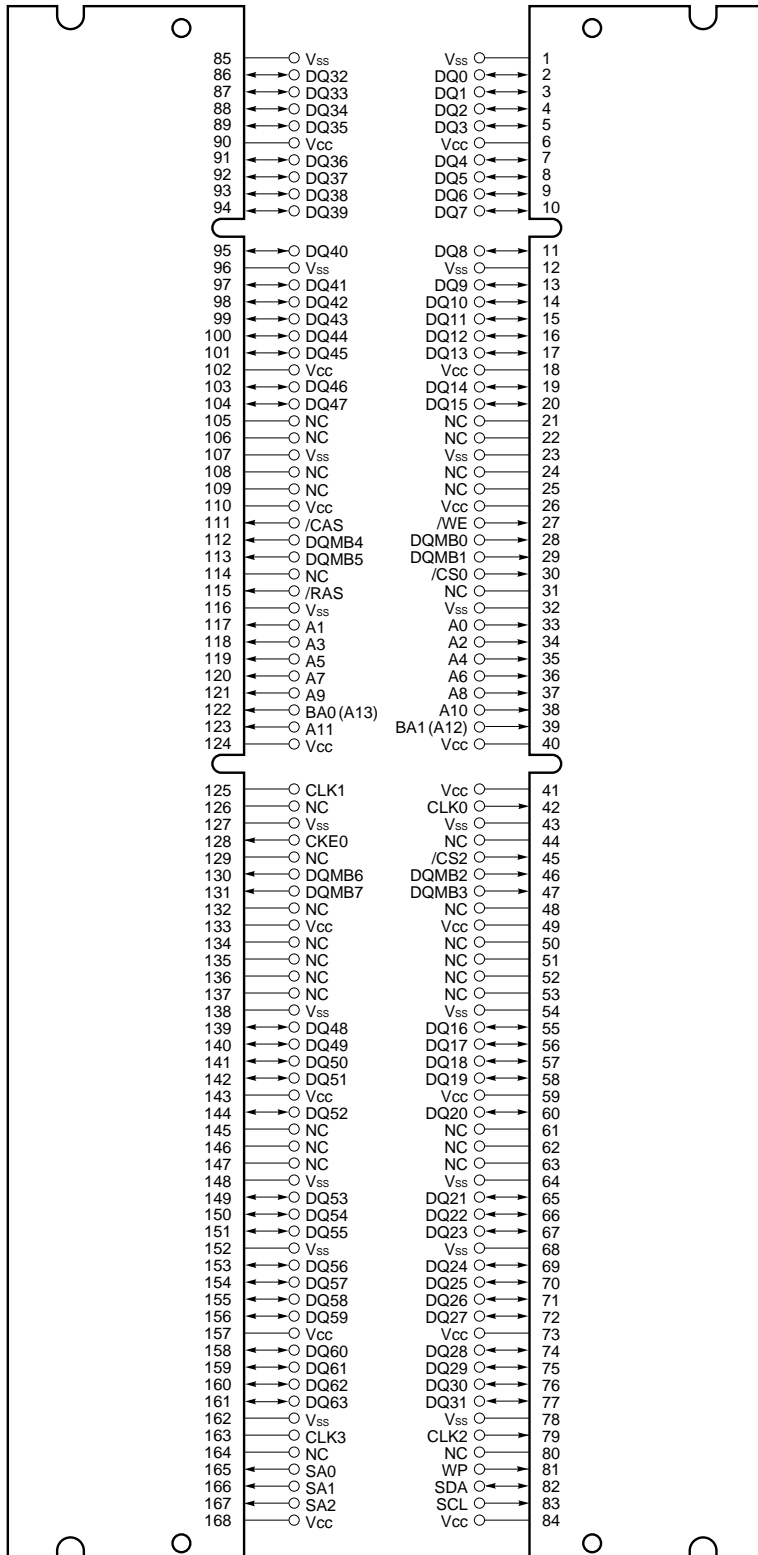 85 Vss Vss 1
86 DQ32 DQ0 2
87 DQ33 DQ1 3
88 DQ34 DQ2 4
89 DQ35 DQ3 5
90 Vcc Vcc 6
91 DQ36 DQ4 7
92 DQ37 DQ5 8
93 DQ38 DQ6 9
94 DQ39 DQ7 10
95 DQ40 DQ8 11
96 Vss Vss 12
97 DQ41 DQ9 13
98 DQ42 DQ10 14
99 DQ43 DQ11 15
100 DQ44 DQ12 16
101 DQ45 DQ13 17
102 Vcc Vcc 18
103 DQ46 DQ14 19
104 DQ47 DQ15 20
105 NC NC 21
106 NC NC 22
107 Vss Vss 23
108 NC NC 24
109 NC NC 25
110 Vcc Vcc 26
111 /CAS /WE 27
112 DQMB4 DQMB0 28
113 DQMB5 DQMB1 29
114 NC /CS0 30
115 /RAS NC 31
116 Vss Vss 32
117 A1 A0 33
118 A3 A2 34
119 A5 A4 35
120 A7 A6 36
121 A9 A8 37
122 BA0 (A13) A10 38
123 A11 BA1 (A12) 39
124 Vcc Vcc 40
125 CLK1 Vcc 41
126 NC CLK0 42
127 Vss Vss 43
128 CKE0 NC 44
129 NC /CS2 45
130 DQMB6 DQMB2 46
131 DQMB7 DQMB3 47
132 NC NC 48
133 Vcc Vcc 49
134 NC NC 50
135 NC NC 51
136 NC NC 52
137 NC NC 53
138 Vss Vss 54
139 DQ48 DQ16 55
140 DQ49 DQ17 56
141 DQ50 DQ18 57
142 DQ51 DQ19 58
143 Vcc Vcc 59
144 DQ52 DQ20 60
145 NC NC 61
146 NC NC 62
147 NC NC 63
148 Vss Vss 64
149 DQ53 DQ21 65
150 DQ54 DQ22 66
151 DQ55 DQ23 67
152 Vss Vss 68
153 DQ56 DQ24 69
154 DQ57 DQ25 70
155 DQ58 DQ26 71
156 DQ59 DQ27 72
157 Vcc Vcc 73
158 DQ60 DQ28 74
159 DQ61 DQ29 75
160 DQ62 DQ30 76
161 DQ63 DQ31 77
162 Vss Vss 78
163 CLK3 CLK2 79
164 NC NC 80
165 SA0 WP 81
166 SA1 SDA 82
167 SA2 SCL 83
168 Vcc Vcc 84